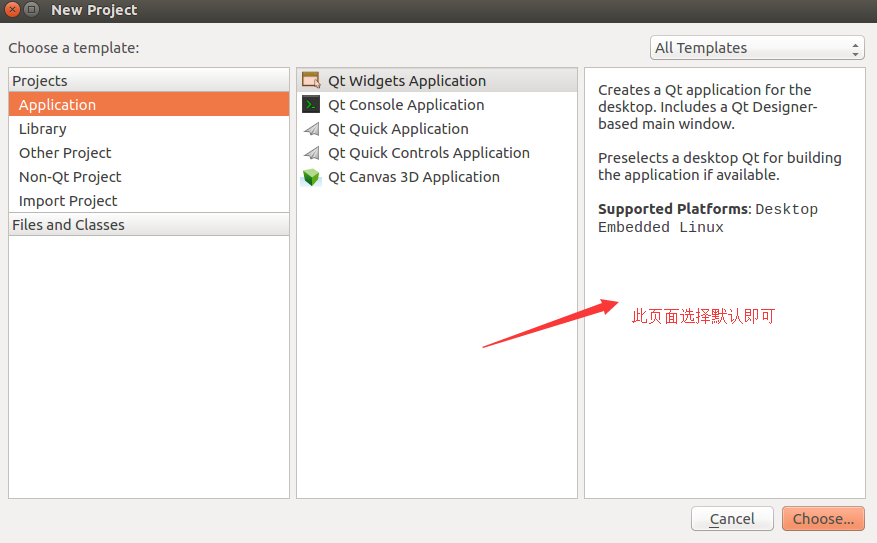 New Project
Choose a template:
All Templates
Projects
Application
Library
Other Project
Non-Qt Project
Import Project
Files and Classes
Qt Widgets Application
Qt Console Application
Qt Quick Application
Qt Quick Controls Application
Qt Canvas 3D Application
Creates a Qt application for the
desktop. Includes a Qt Designer-
based main window.
Preselects a desktop Qt for building
the application if available.
Supported Platforms: Desktop
Embedded Linux
此页面选择默认即可
Cancel
Choose...